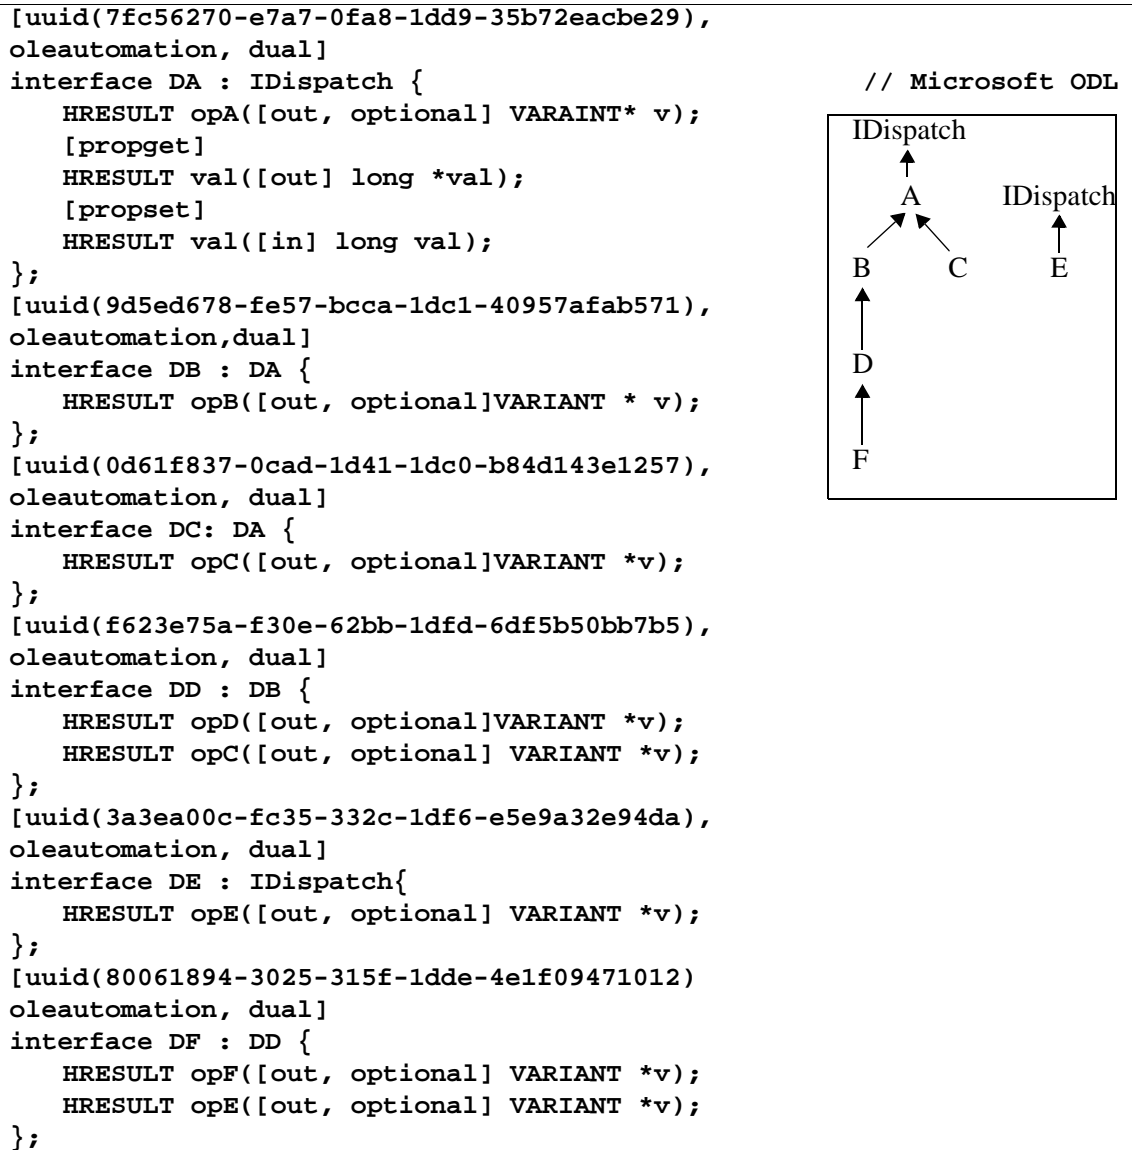 [uuid(7fc56270-e7a7-0fa8-1dd9-35b72eacbe29),
oleautomation, dual]
interface DA : IDispatch { // Microsoft ODL
HRESULT opA([out, optional] VARAINT* v);
[propget]
HRESULT val([out] long *val);
[propset]
HRESULT val([in] long val);
};
[uuid(9d5ed678-fe57-bcca-1dc1-40957afab571),
oleautomation,dual]
interface DB : DA {
HRESULT opB([out, optional]VARIANT * v);
};
[uuid(0d61f837-0cad-1d41-1dc0-b84d143e1257),
oleautomation, dual]
interface DC: DA {
HRESULT opC([out, optional]VARIANT *v);
};
[uuid(f623e75a-f30e-62bb-1dfd-6df5b50bb7b5),
oleautomation, dual]
interface DD : DB {
HRESULT opD([out, optional]VARIANT *v);
HRESULT opC([out, optional] VARIANT *v);
};
[uuid(3a3ea00c-fc35-332c-1df6-e5e9a32e94da),
oleautomation, dual]
interface DE : IDispatch{
HRESULT opE([out, optional] VARIANT *v);
};
[uuid(80061894-3025-315f-1dde-4e1f09471012)
oleautomation, dual]
interface DF : DD {
HRESULT opF([out, optional] VARIANT *v);
HRESULT opE([out, optional] VARIANT *v);
};
IDispatch
A IDispatch
B C E
D
F